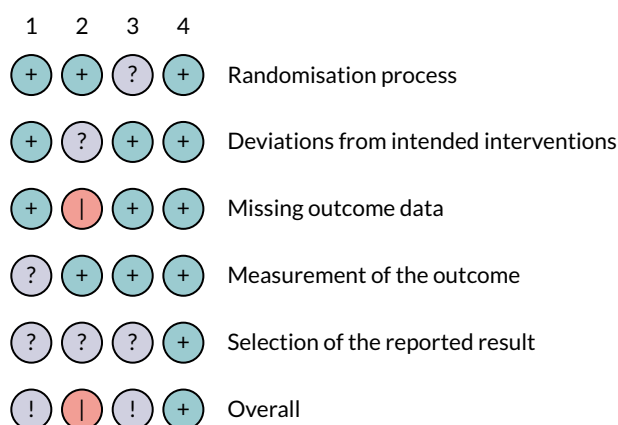 1 2 3 4
+ + ? + Randomisation process
+ ? + + Deviations from intended interventions
+ | + + Missing outcome data
? + + + Measurement of the outcome
? ? ? + Selection of the reported result
! | ! + Overall